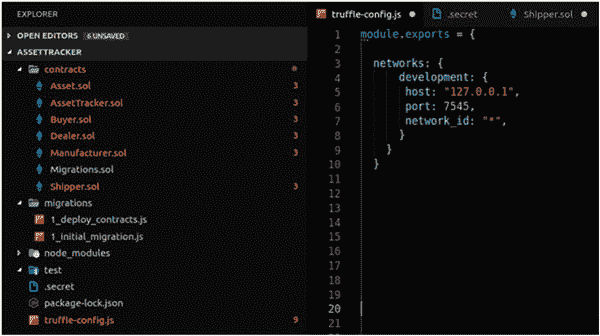 EXPLORER
OPEN EDITORS 6 UNSAVED
ASSETTRACKER
contracts
Asset.sol 3
AssetTracker.sol 3
Buyer.sol 3
Dealer.sol 3
Manufacturer.sol 3
Migrations.sol
Shipper.sol 3
migrations
1_deploy_contracts.js
1_initial_migration.js
node_modules
test
.secret
package-lock.json
truffle-config.js 9
truffle-config.js .secret Shipper.sol
1 module.exports = {
2
3 networks: {
4 development: {
5 host: "127.0.0.1",
6 port: 7545,
7 network_id: "*",
8 }
9 }
10 }
11
12
13
14
15
16
17
18
19
20
21